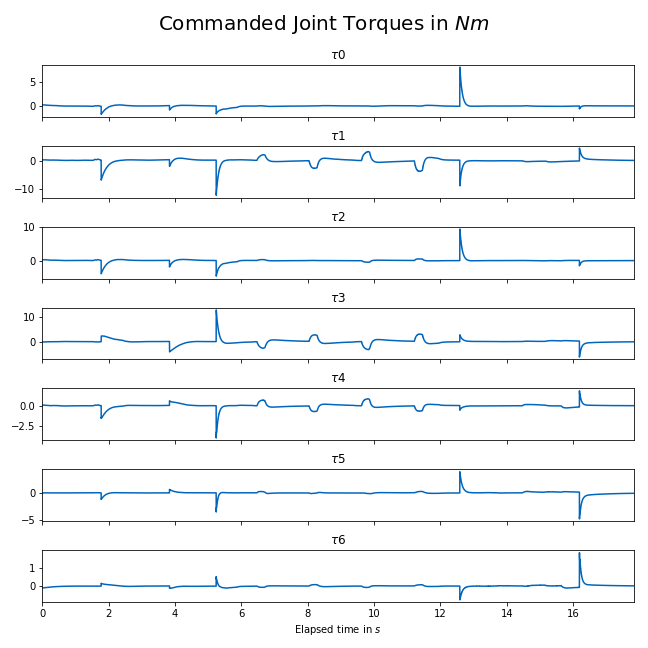 Commanded Joint Torques in Nm
τ0
5
0
τ1
0
−10
τ2
10
0
τ3
10
0
τ4
0.0
−2.5
τ5
0
−5
τ6
1
0
0 2 4 6 8 10 12 14 16
Elapsed time in s